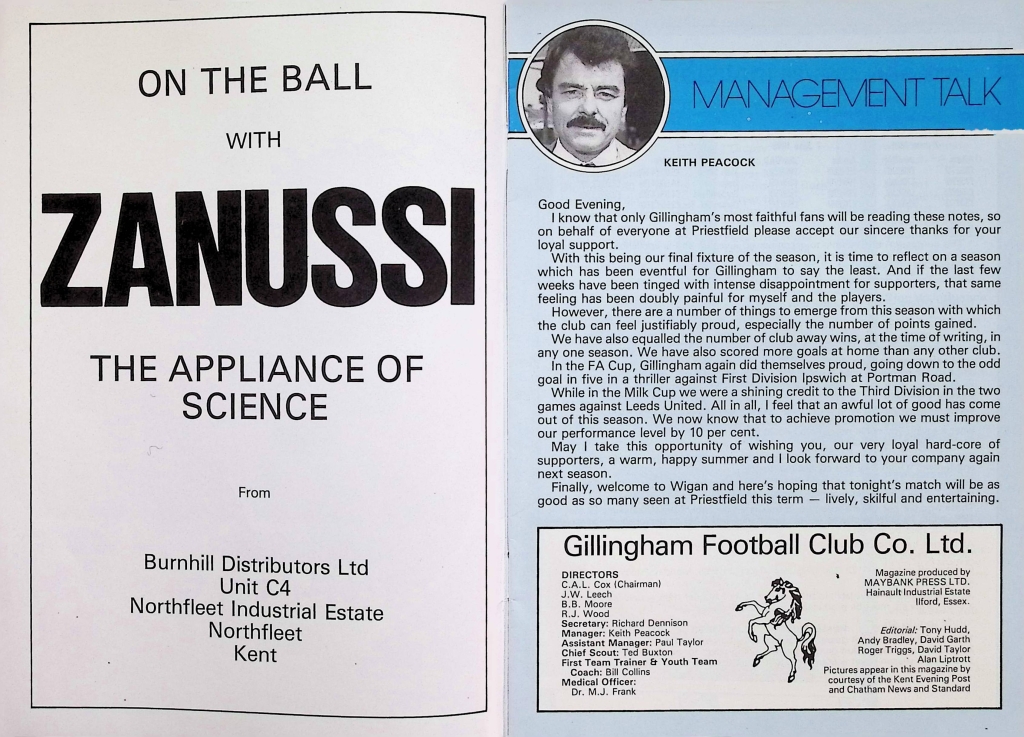 ON THE BALL
WITH
ZANUSSI
THE APPLIANCE OF
SCIENCE
From
Burnhill Distributors Ltd
Unit C4
Northfleet Industrial Estate
Northfleet
Kent
MANAGEMENT TALK
KEITH PEACOCK
Good Evening,
I know that only Gillingham's most faithful fans will be reading these notes, so
on behalf of everyone at Priestfield please accept our sincere thanks for your
loyal support.
With this being our final fixture of the season, it is time to reflect on a season
which has been eventful for Gillingham to say the least. And if the last few
weeks have been tinged with intense disappointment for supporters, that same
feeling has been doubly painful for myself and the players.
However, there are a number of things to emerge from this season with which
the club can feel justifiably proud, especially the number of points gained.
We have also equalled the number of club away wins, at the time of writing, in
any one season. We have also scored more goals at home than any other club.
In the FA Cup, Gillingham again did themselves proud, going down to the odd
goal in five in a thriller against First Division Ipswich at Portman Road.
While in the Milk Cup we were a shining credit to the Third Division in the two
games against Leeds United. All in all, I feel that an awful lot of good has come
out of this season. We now know that to achieve promotion we must improve
our performance level by 10 per cent.
May I take this opportunity of wishing you, our very loyal hard-core of
supporters, a warm, happy summer and I look forward to your company again
next season.
Finally, welcome to Wigan and here's hoping that tonight's match will be as
good as so many seen at Priestfield this term — lively, skilful and entertaining.
Gillingham Football Club Co. Ltd.
DIRECTORS
C.A.L. Cox (Chairman)
J.W. Leech
B.B. Moore
R.J. Wood
Secretary: Richard Dennison
Manager: Keith Peacock
Assistant Manager: Paul Taylor
Chief Scout: Ted Buxton
First Team Trainer & Youth Team
Coach: Bill Collins
Medical Officer:
Dr. M.J. Frank
Magazine produced by
MAYBANK PRESS LTD.
Hainault Industrial Estate
Ilford, Essex.
Editorial: Tony Hudd,
Andy Bradley, David Garth
Roger Triggs, David Taylor
Alan Liptrott
Pictures appear in this magazine by
courtesy of the Kent Evening Post
and Chatham News and Standard